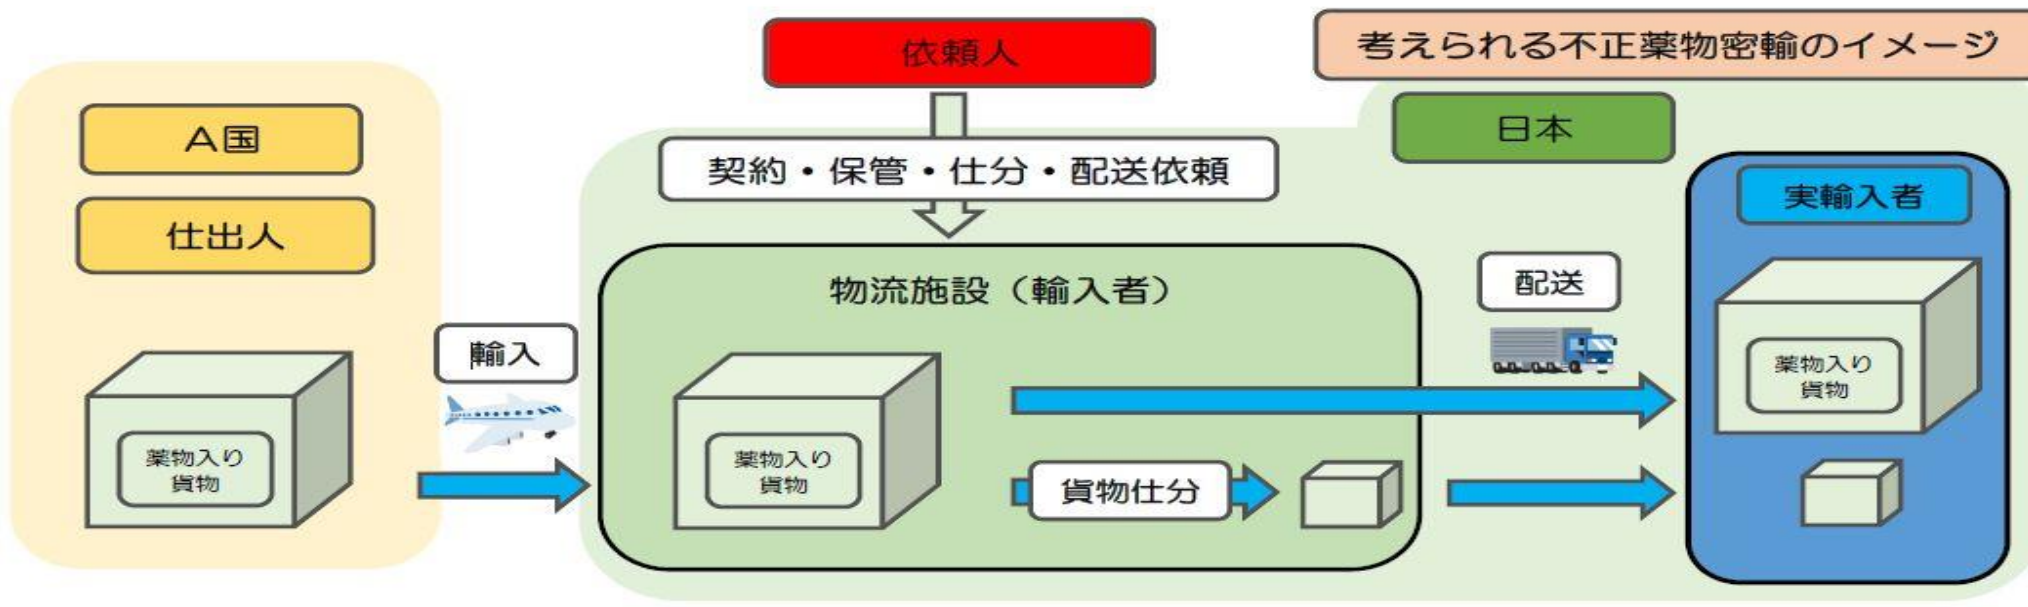 考えられる不正薬物密輸のイメージ
依頼人
A国
仕出人
日本
契約・保管・仕分・配送依頼
実輸入者
物流施設（輸入者）
輸入
配送
薬物入り
貨物
薬物入り
貨物
貨物仕分
薬物入り
貨物